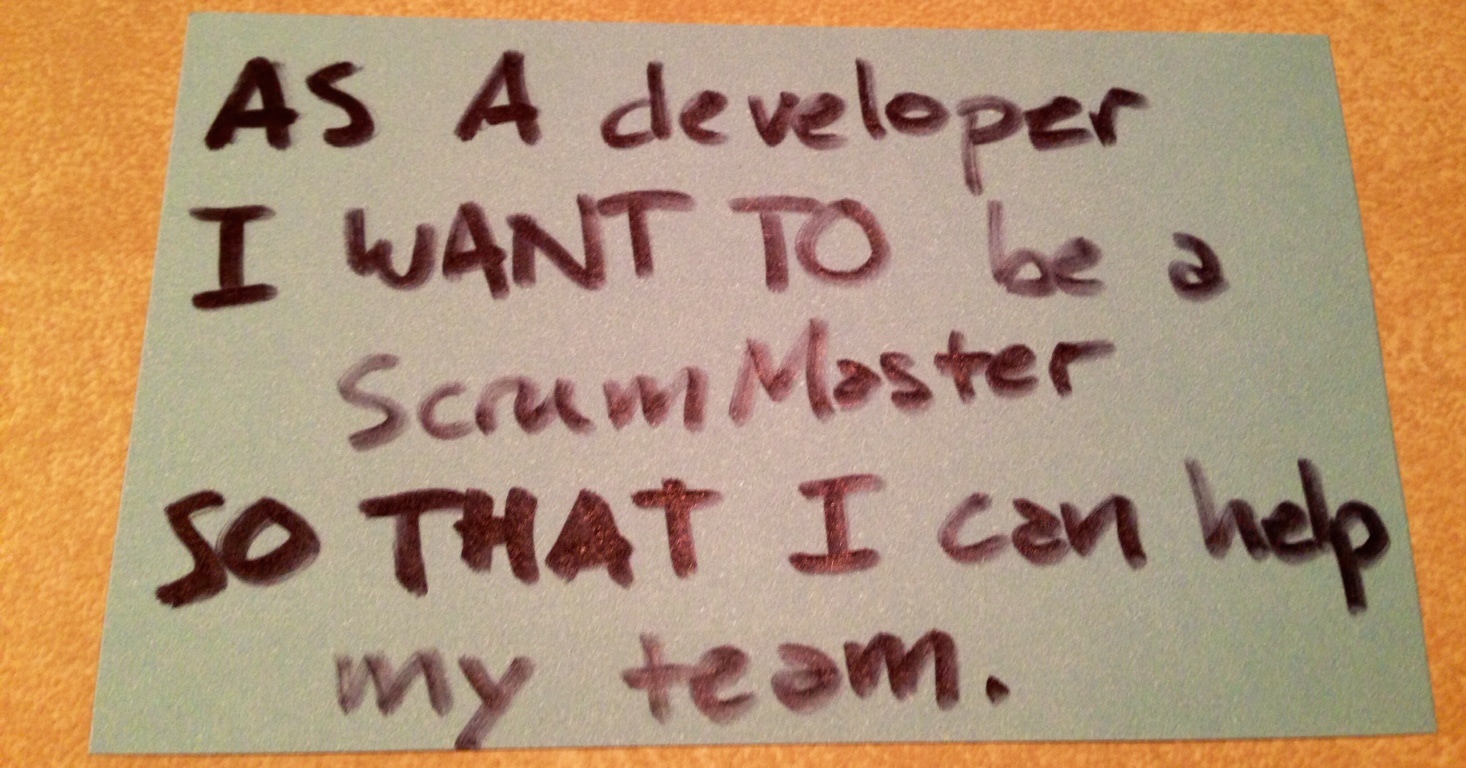 AS A developer
I WANT TO be a
ScrumMaster
SO THAT I can help
my team.